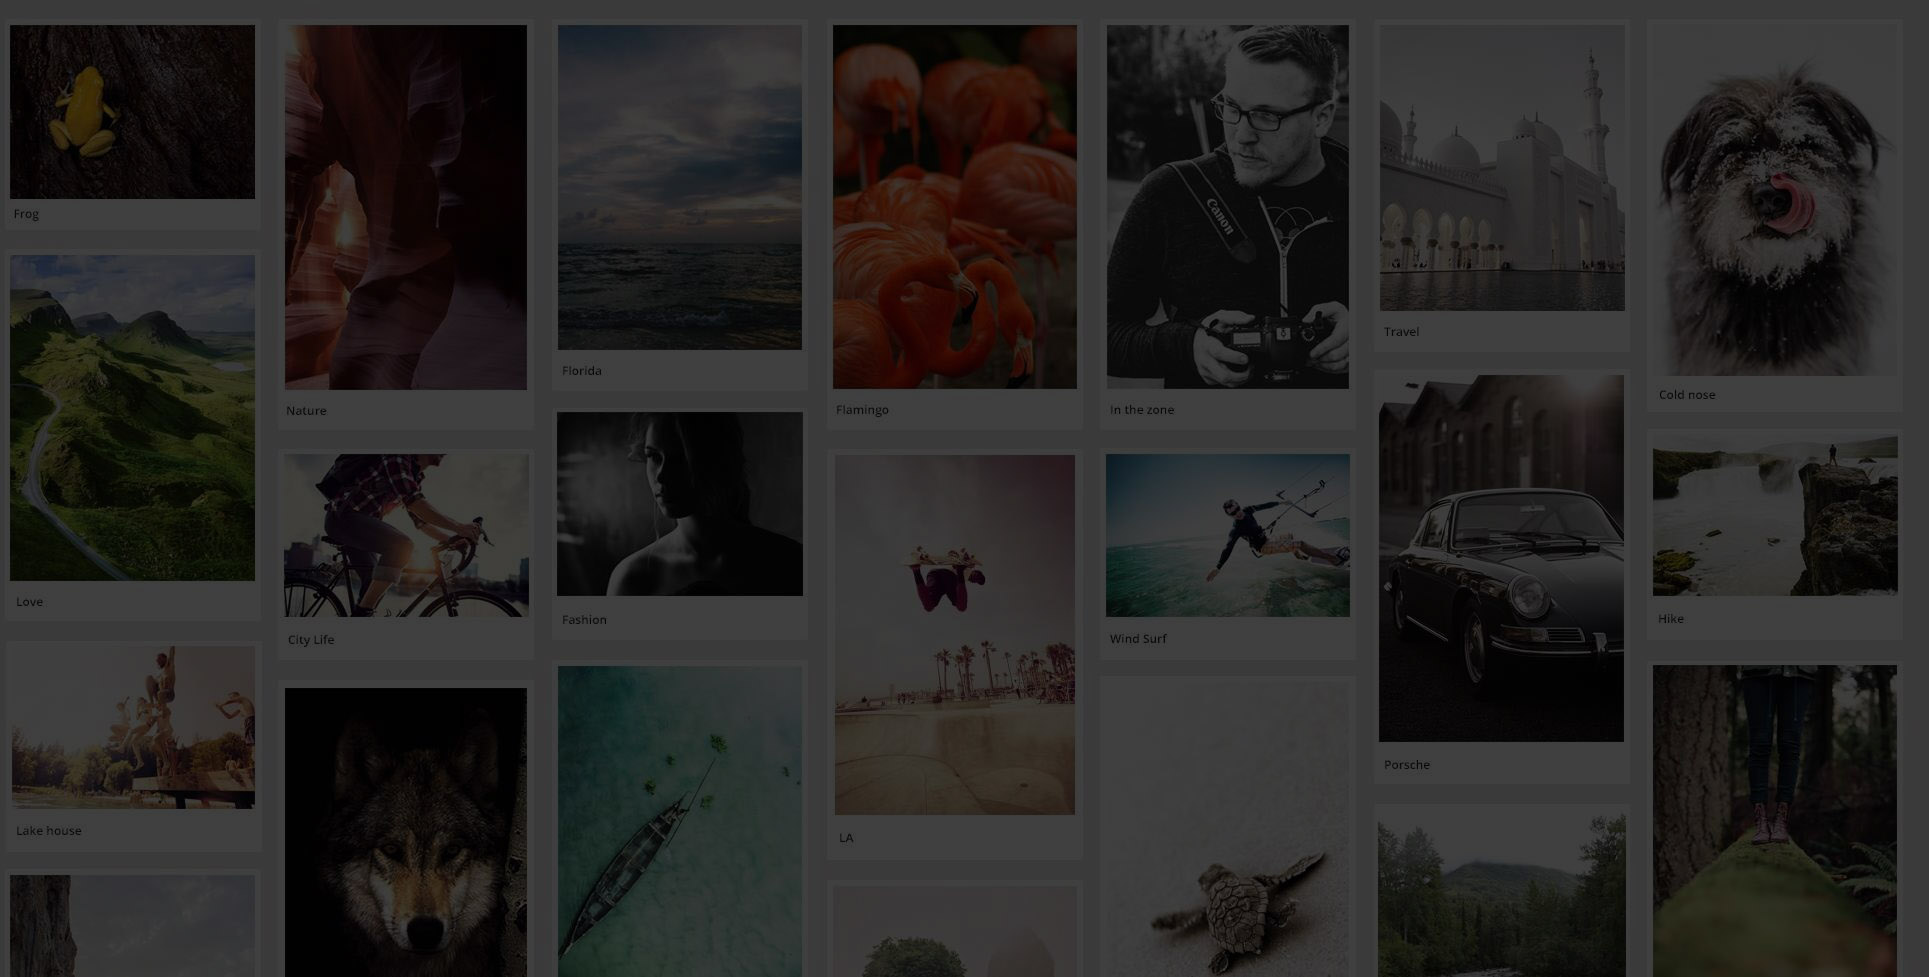 Frog
Love
Lake house
Nature
City Life
Florida
Fashion
Flamingo
LA
In the zone
Canon
Wind Surf
Travel
Porsche
Cold nose
Hike